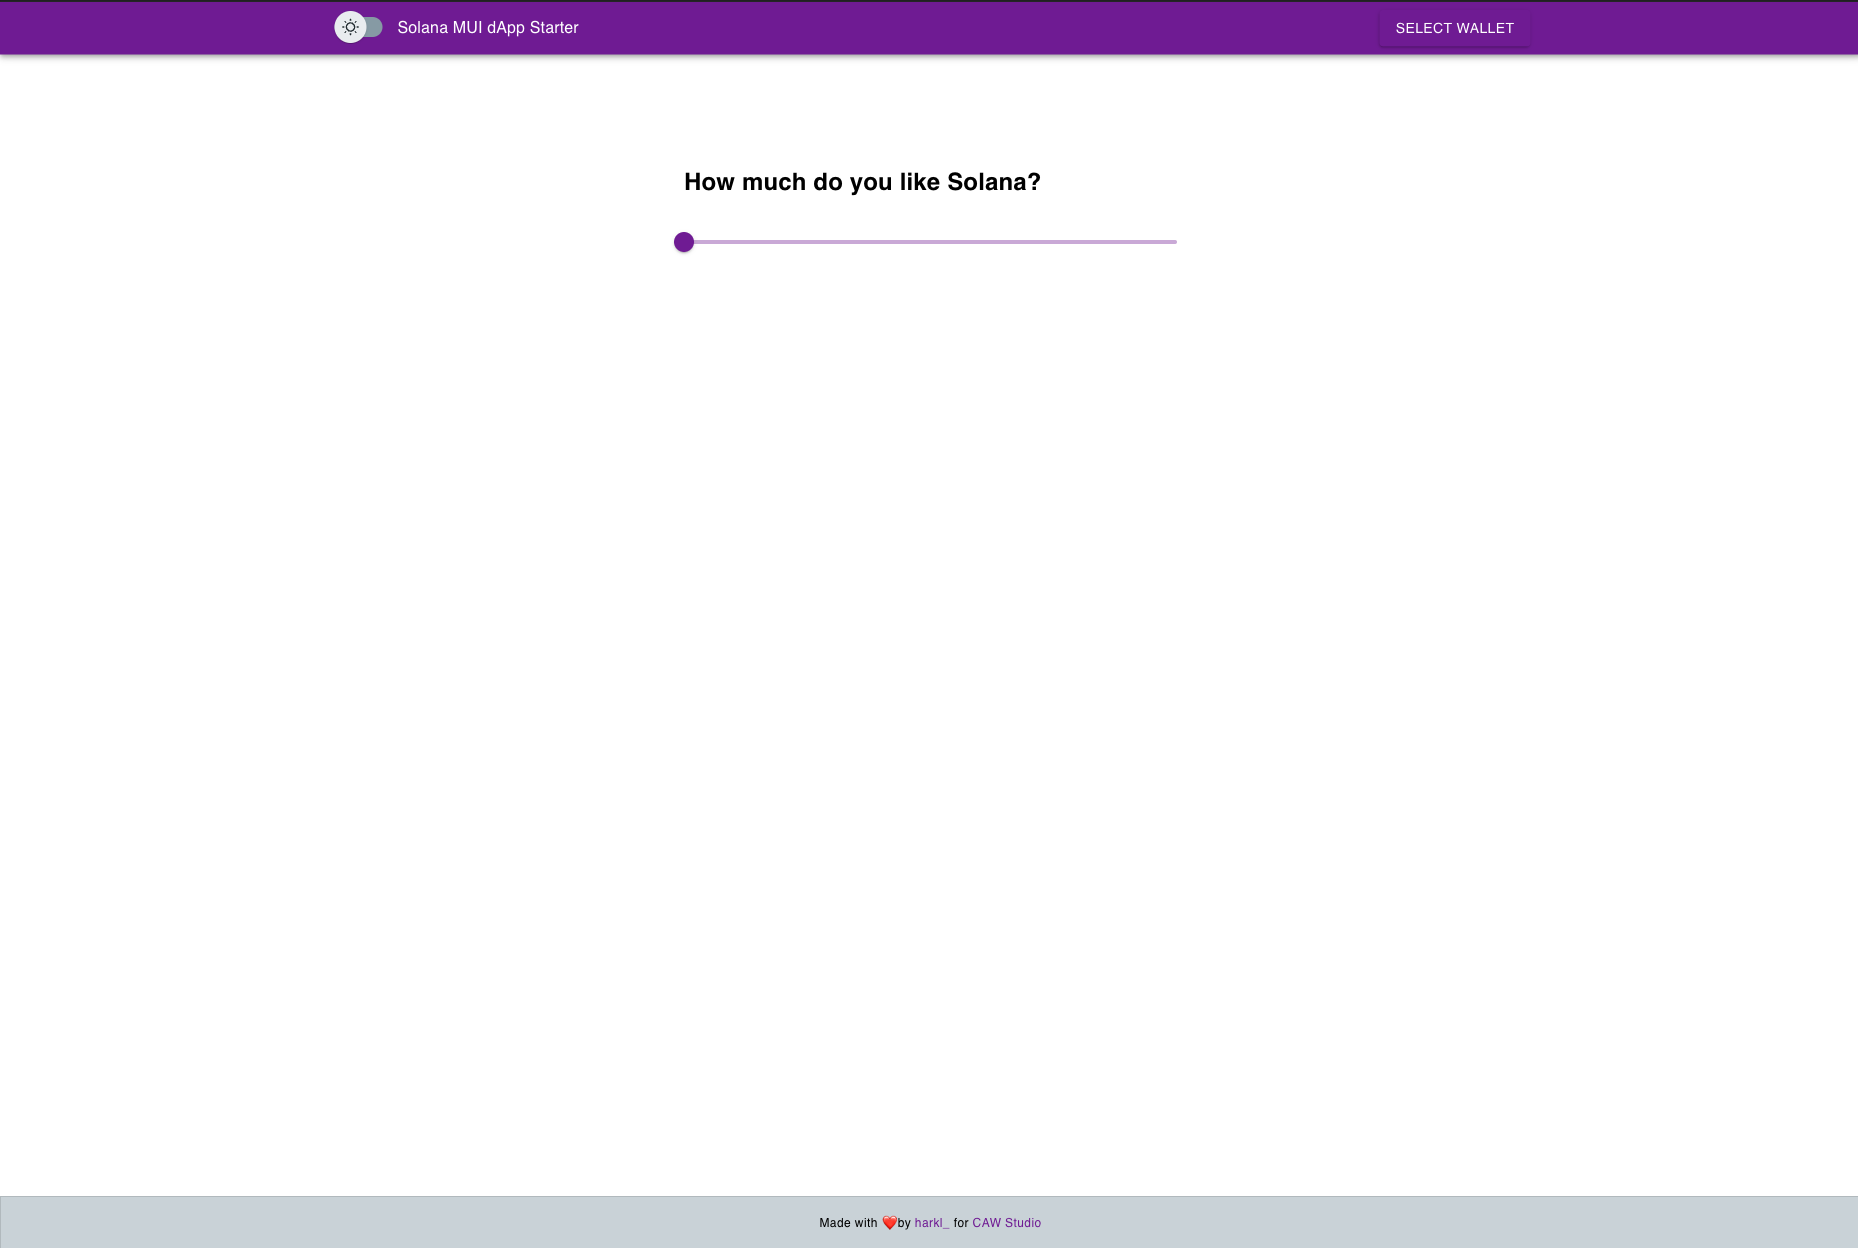 Solana MUI dApp Starter
SELECT WALLET
How much do you like Solana?
Made with ❤️by harkl_ for CAW Studio